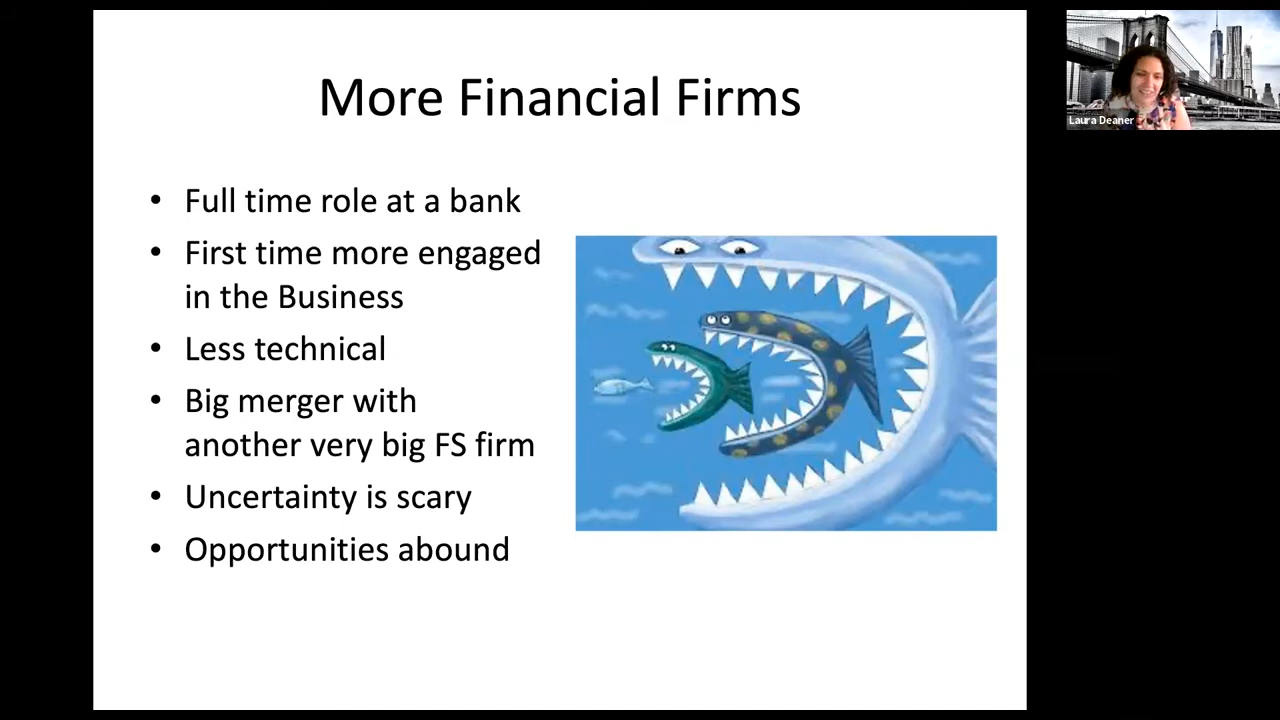 More Financial Firms
• Full time role at a bank
• First time more engaged
in the Business
• Less technical
• Big merger with
another very big FS firm
• Uncertainty is scary
• Opportunities abound
Laura Deaner